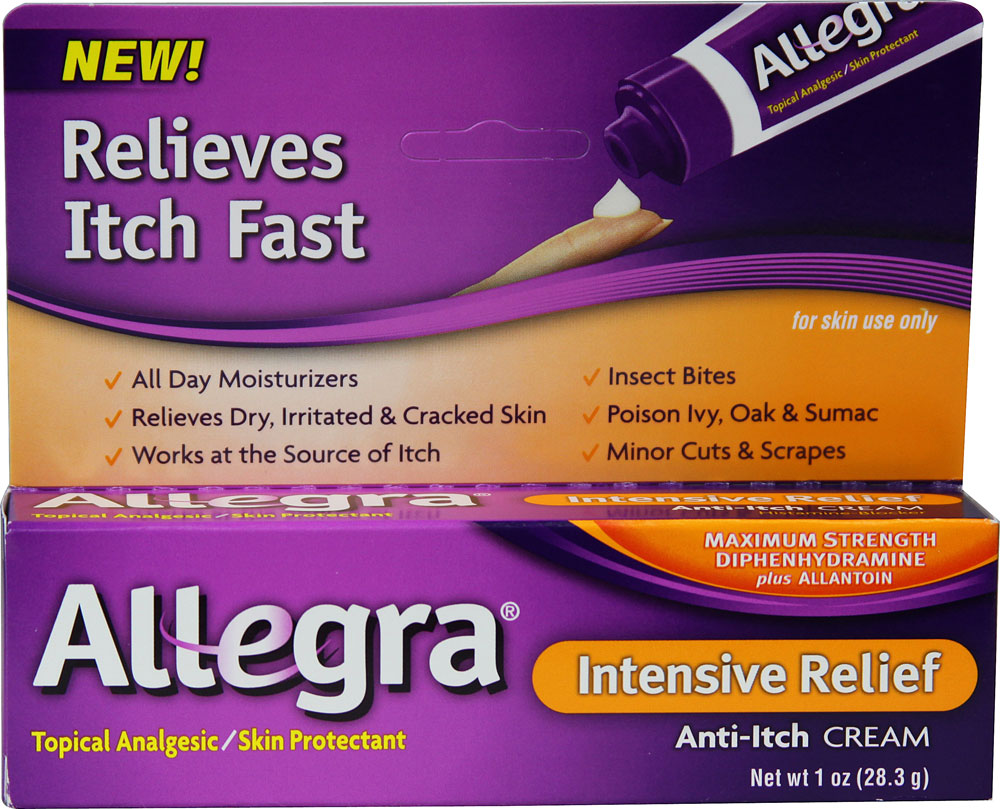 NEW!
Relieves
Itch Fast
Allegra
Topical Analgesic/Skin Protectant
for skin use only
✓ All Day Moisturizers
✓ Relieves Dry, Irritated & Cracked Skin
✓ Works at the Source of Itch
✓ Insect Bites
✓ Poison Ivy, Oak & Sumac
✓ Minor Cuts & Scrapes
Allegra®
Topical Analgesic/Skin Protectant
Intensive Relief
Anti-Itch CREAM
Histamine Blocker
MAXIMUM STRENGTH
DIPHENHYDRAMINE
plus ALLANTOIN
Allegra®
Topical Analgesic/Skin Protectant
Intensive Relief
Anti-Itch CREAM
Net wt 1 oz (28.3 g)